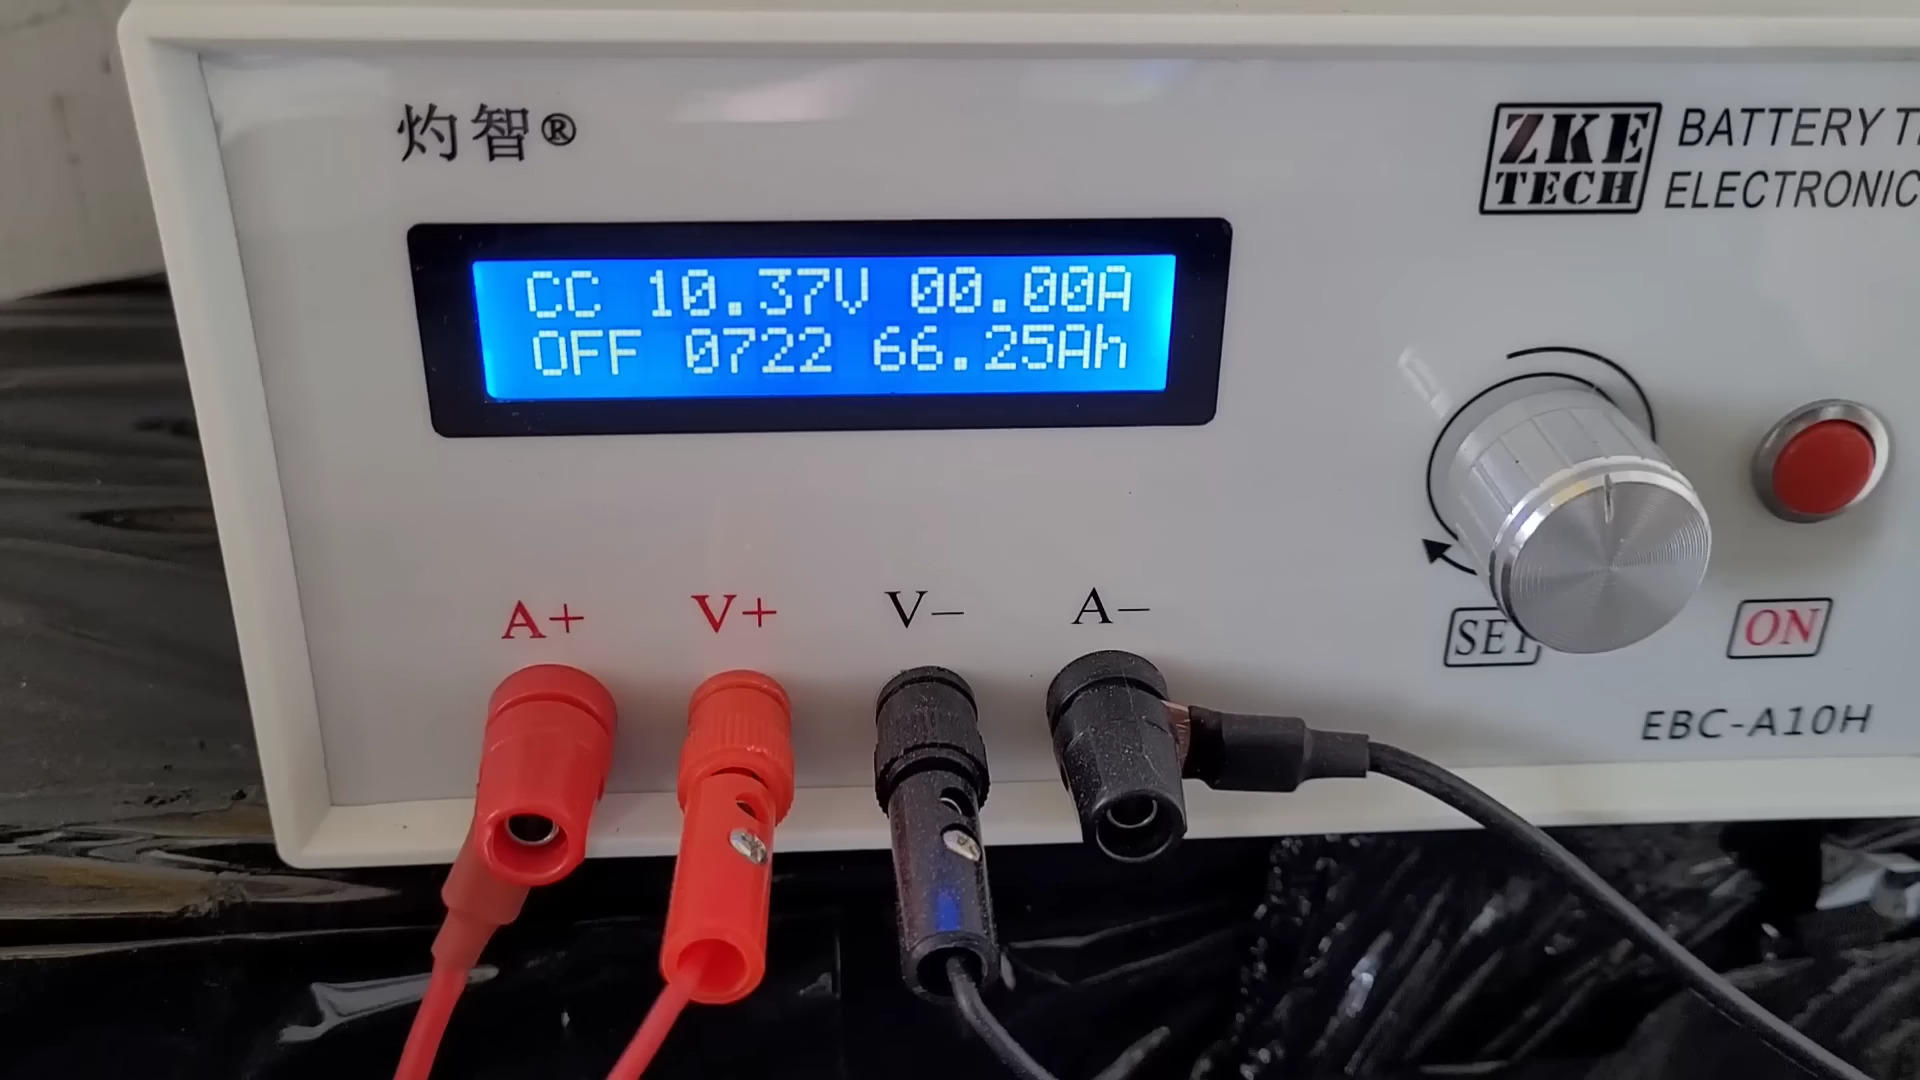 灼智®
ZKE
TECH
BATTERY T
ELECTRONIC
CC 10.37V 00.00A
OFF 0722 66.25Ah
A+ V+ V− A−
SET
ON
EBC-A10H